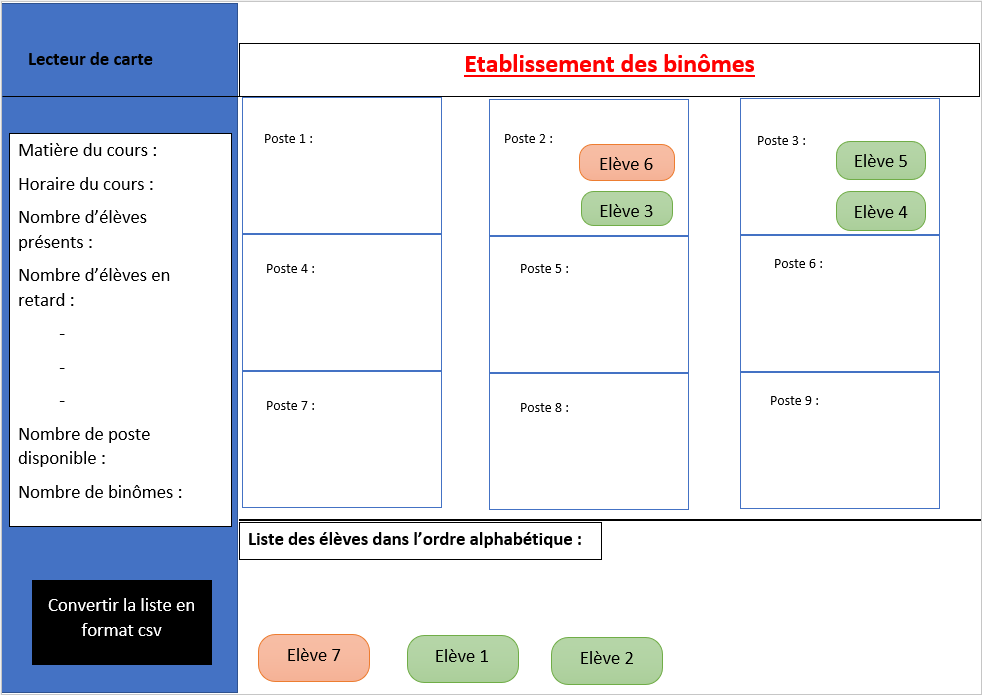 Lecteur de carte
Etablissement des binômes
Matière du cours :
Horaire du cours :
Nombre d’élèves
présents :
Nombre d’élèves en
retard :
-
-
-
Nombre de poste
disponible :
Nombre de binômes :
Convertir la liste en
format csv
Poste 1 :
Poste 2 :
Elève 6
Elève 3
Poste 3 :
Elève 5
Elève 4
Poste 4 :
Poste 5 :
Poste 6 :
Poste 7 :
Poste 8 :
Poste 9 :
Liste des élèves dans l’ordre alphabétique :
Elève 7
Elève 1
Elève 2